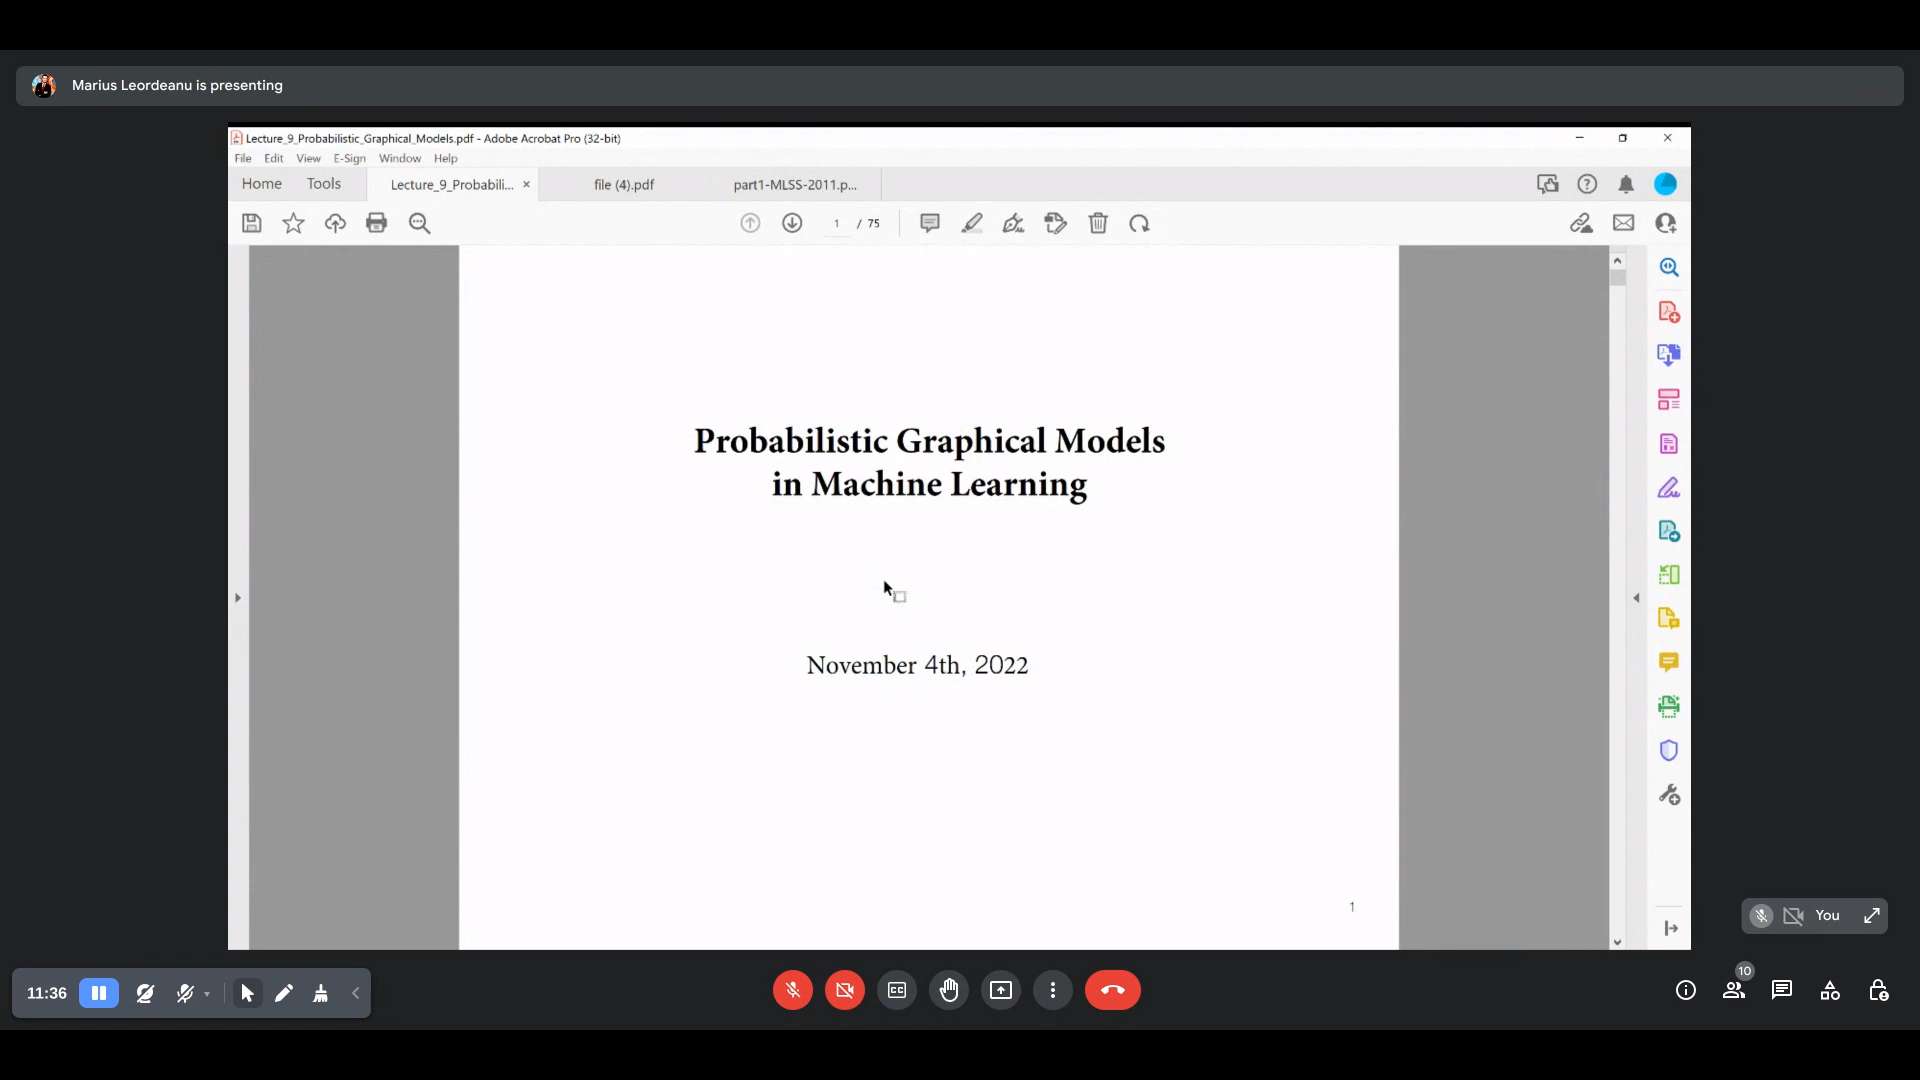 Marius Leordeanu is presenting
Lecture_9_Probabilistic_Graphical_Models.pdf - Adobe Acrobat Pro (32-bit)
File Edit View E-Sign Window Help
Home Tools Lecture_9_Probabili... × file (4).pdf part1-MLSS-2011.p...
1 / 75
Probabilistic Graphical Models
in Machine Learning
November 4th, 2022
1
You
11:36
10